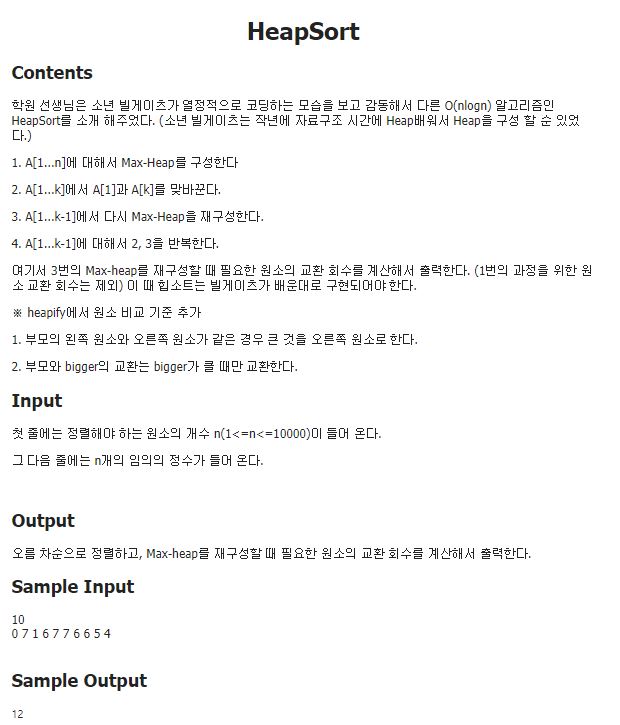 HeapSort
Contents
학원 선생님은 소년 빌게이츠가 열정적으로 코딩하는 모습을 보고 감동해서 다른 O(nlogn) 알고리즘인
HeapSort를 소개 해주었다. (소년 빌게이츠는 작년에 자료구조 시간에 Heap배워서 Heap을 구성 할 순 있었
다.)
1. A[1...n]에 대해서 Max-Heap를 구성한다
2. A[1...k]에서 A[1]과 A[k]를 맞바꾼다.
3. A[1...k-1]에서 다시 Max-Heap을 재구성한다.
4. A[1...k-1]에 대해서 2, 3을 반복한다.
여기서 3번의 Max-heap를 재구성할 때 필요한 원소의 교환 회수를 계산해서 출력한다. (1번의 과정을 위한 원
소 교환 회수는 제외) 이 때 힙소트는 빌게이츠가 배운대로 구현되어야 한다.
※ heapify에서 원소 비교 기준 추가
1. 부모의 왼쪽 원소와 오른쪽 원소가 같은 경우 큰 것을 오른쪽 원소로 한다.
2. 부모와 bigger의 교환는 bigger가 클 때만 교환한다.
Input
첫 줄에는 정렬해야 하는 원소의 개수 n(1<=n<=10000)이 들어 온다.
그 다음 줄에는 n개의 임의의 정수가 들어 온다.
Output
오름 차순으로 정렬하고, Max-heap를 재구성할 때 필요한 원소의 교환 회수를 계산해서 출력한다.
Sample Input
10
0 7 1 6 7 7 6 6 5 4
Sample Output
12